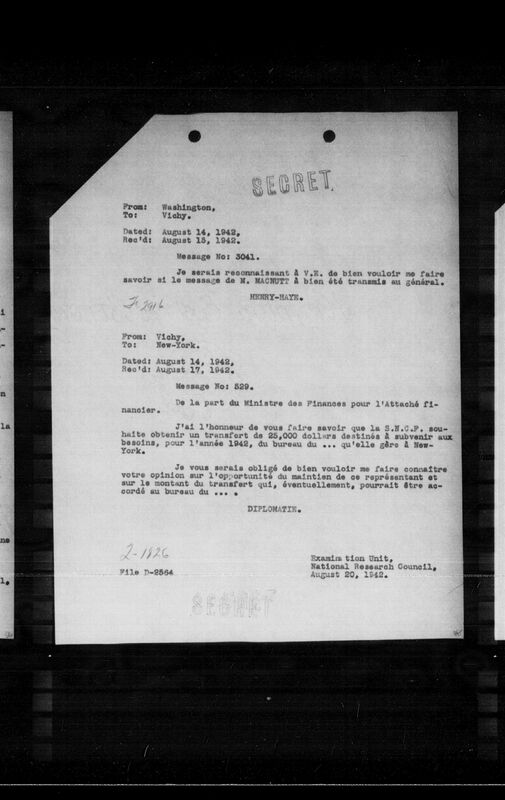 SECRET.
From: Washington,
To: Vichy.
Dated: August 14, 1942,
Rec'd: August 15, 1942.
Message No: 3041.
Je serais reconnaissant à V.E. de bien vouloir me faire
savoir si le message de M. MACNUTT à bien été transmis au général.
HENRY-HAYE.
2916
From: Vichy,
To: New-York.
Dated: August 14, 1942,
Rec'd: August 17, 1942.
Message No: 529.
De la part du Ministre des Finances pour l'Attaché fi-
nancier.
J'ai l'honneur de vous faire savoir que la S.N.C.F. sou-
haite obtenir un transfert de 25,000 dollars destinés à subvenir aux
besoins, pour l'année 1942, du bureau du ... qu'elle gère à New-
York.
Je vous serais obligé de bien vouloir me faire connaître
votre opinion sur l'opportunité du maintien de ce représentant et
sur le montant du transfert qui, éventuellement, pourrait être ac-
cordé au bureau du ... .
DIPLOMATIE.
2-1826
Examination Unit,
National Research Council,
August 20, 1942.
File D-2564
SECRET